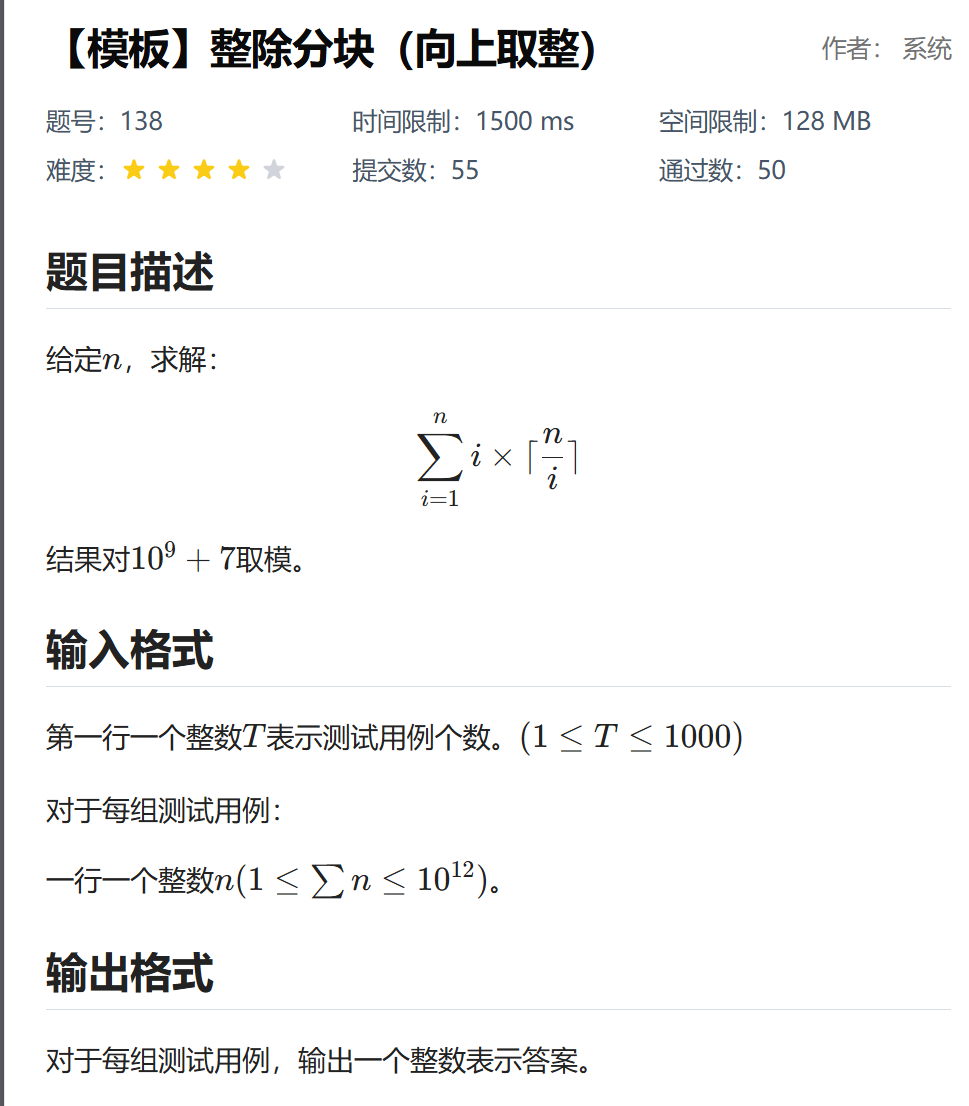 【模板】整除分块（向上取整）
作者： 系统
题号：138
时间限制：1500 ms
空间限制：128 MB
难度：★★★★★
提交数：55
通过数：50
题目描述
给定$n$，求解：
$$\sum_{i=1}^{n} i \times \lceil \frac{n}{i} \rceil$$
结果对$10^9 + 7$取模。
输入格式
第一行一个整数$T$表示测试用例个数。$(1 \leq T \leq 1000)$
对于每组测试用例：
一行一个整数$n(1 \leq \sum n \leq 10^{12})$。
输出格式
对于每组测试用例，输出一个整数表示答案。